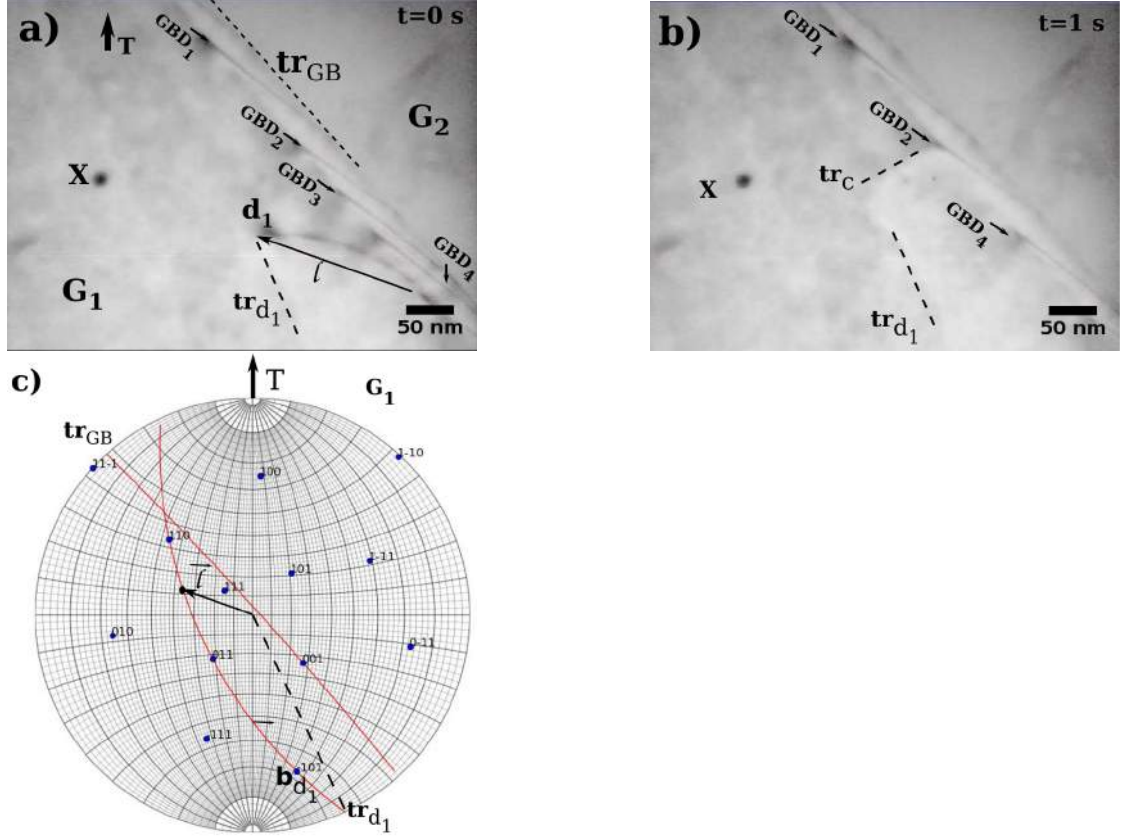 a)
T
t=0 s
GBD1
trGB
G2
GBD2
X
GBD3
d1
GBD4
l
G1
trd1
50 nm
b)
t=1 s
GBD1
GBD2
trC
X
GBD4
trd1
50 nm
c)
T
G1
trGB
11-1
1-10
100
110
1-11
101
l
111
010
011
0-11
001
-111
-101
bd1
trd1